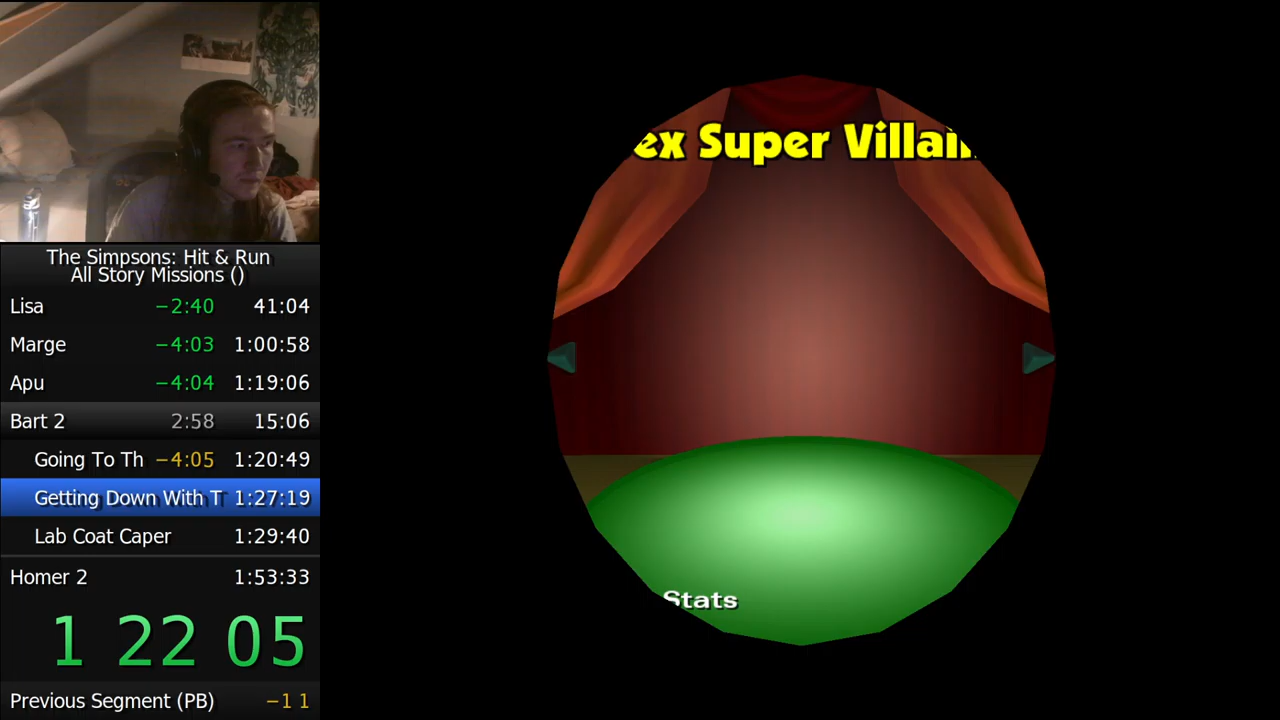 The Simpsons: Hit & Run
All Story Missions ()
Lisa −2:40 41:04
Marge −4:03 1:00:58
Apu −4:04 1:19:06
Bart 2 2:58 15:06
Going To Th −4:05 1:20:49
Getting Down With T 1:27:19
Lab Coat Caper 1:29:40
Homer 2 1:53:33
1 22 05
Previous Segment (PB) −1 1
ex Super Villain
Stats